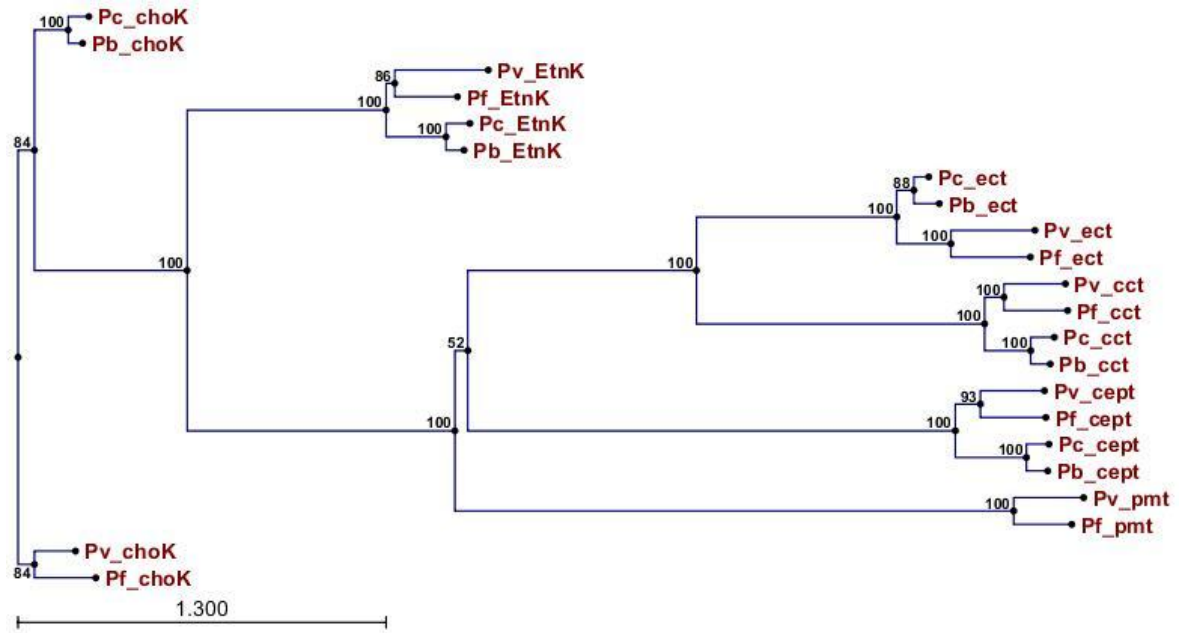 100 Pc_choK
Pb_choK
86 Pv_EtnK
100 Pf_EtnK
100 Pc_EtnK
84 Pb_EtnK
88 Pc_ect
100 Pb_ect
100 Pv_ect
100 100 Pf_ect
100 Pv_cct
100 Pf_cct
52 100 Pc_cct
Pb_cct
93 Pv_cept
100 100 Pf_cept
100 Pc_cept
Pb_cept
100 Pv_pmt
Pf_pmt
Pv_choK
84 Pf_choK
1.300